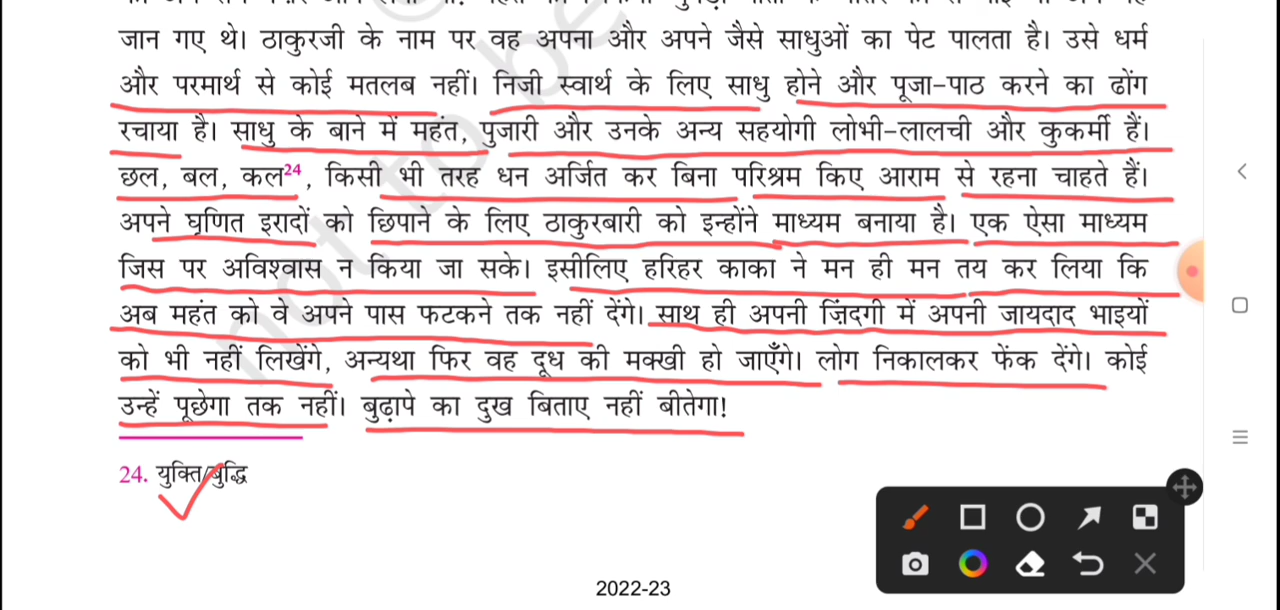 जान गए थे। ठाकुरजी के नाम पर वह अपना और अपने जैसे साधुओं का पेट पालता है। उसे धर्म
और परमार्थ से कोई मतलब नहीं। निजी स्वार्थ के लिए साधु होने और पूजा-पाठ करने का ढोंग
रचाया है। साधु के बाने में महंत, पुजारी और उनके अन्य सहयोगी लोभी-लालची और कुकर्मी हैं।
छल, बल, कल24, किसी भी तरह धन अर्जित कर बिना परिश्रम किए आराम से रहना चाहते हैं।
अपने घृणित इरादों को छिपाने के लिए ठाकुरबारी को इन्होंने माध्यम बनाया है। एक ऐसा माध्यम
जिस पर अविश्वास न किया जा सके। इसीलिए हरिहर काका ने मन ही मन तय कर लिया कि
अब महंत को वे अपने पास फटकने तक नहीं देंगे। साथ ही अपनी ज़िंदगी में अपनी जायदाद भाइयों
को भी नहीं लिखेंगे, अन्यथा फिर वह दूध की मक्खी हो जाएँगे। लोग निकालकर फेंक देंगे। कोई
उन्हें पूछेगा तक नहीं। बुढ़ापे का दुख बिताए नहीं बीतेगा!
24. युक्ति/बुद्धि
2022-23
not to be